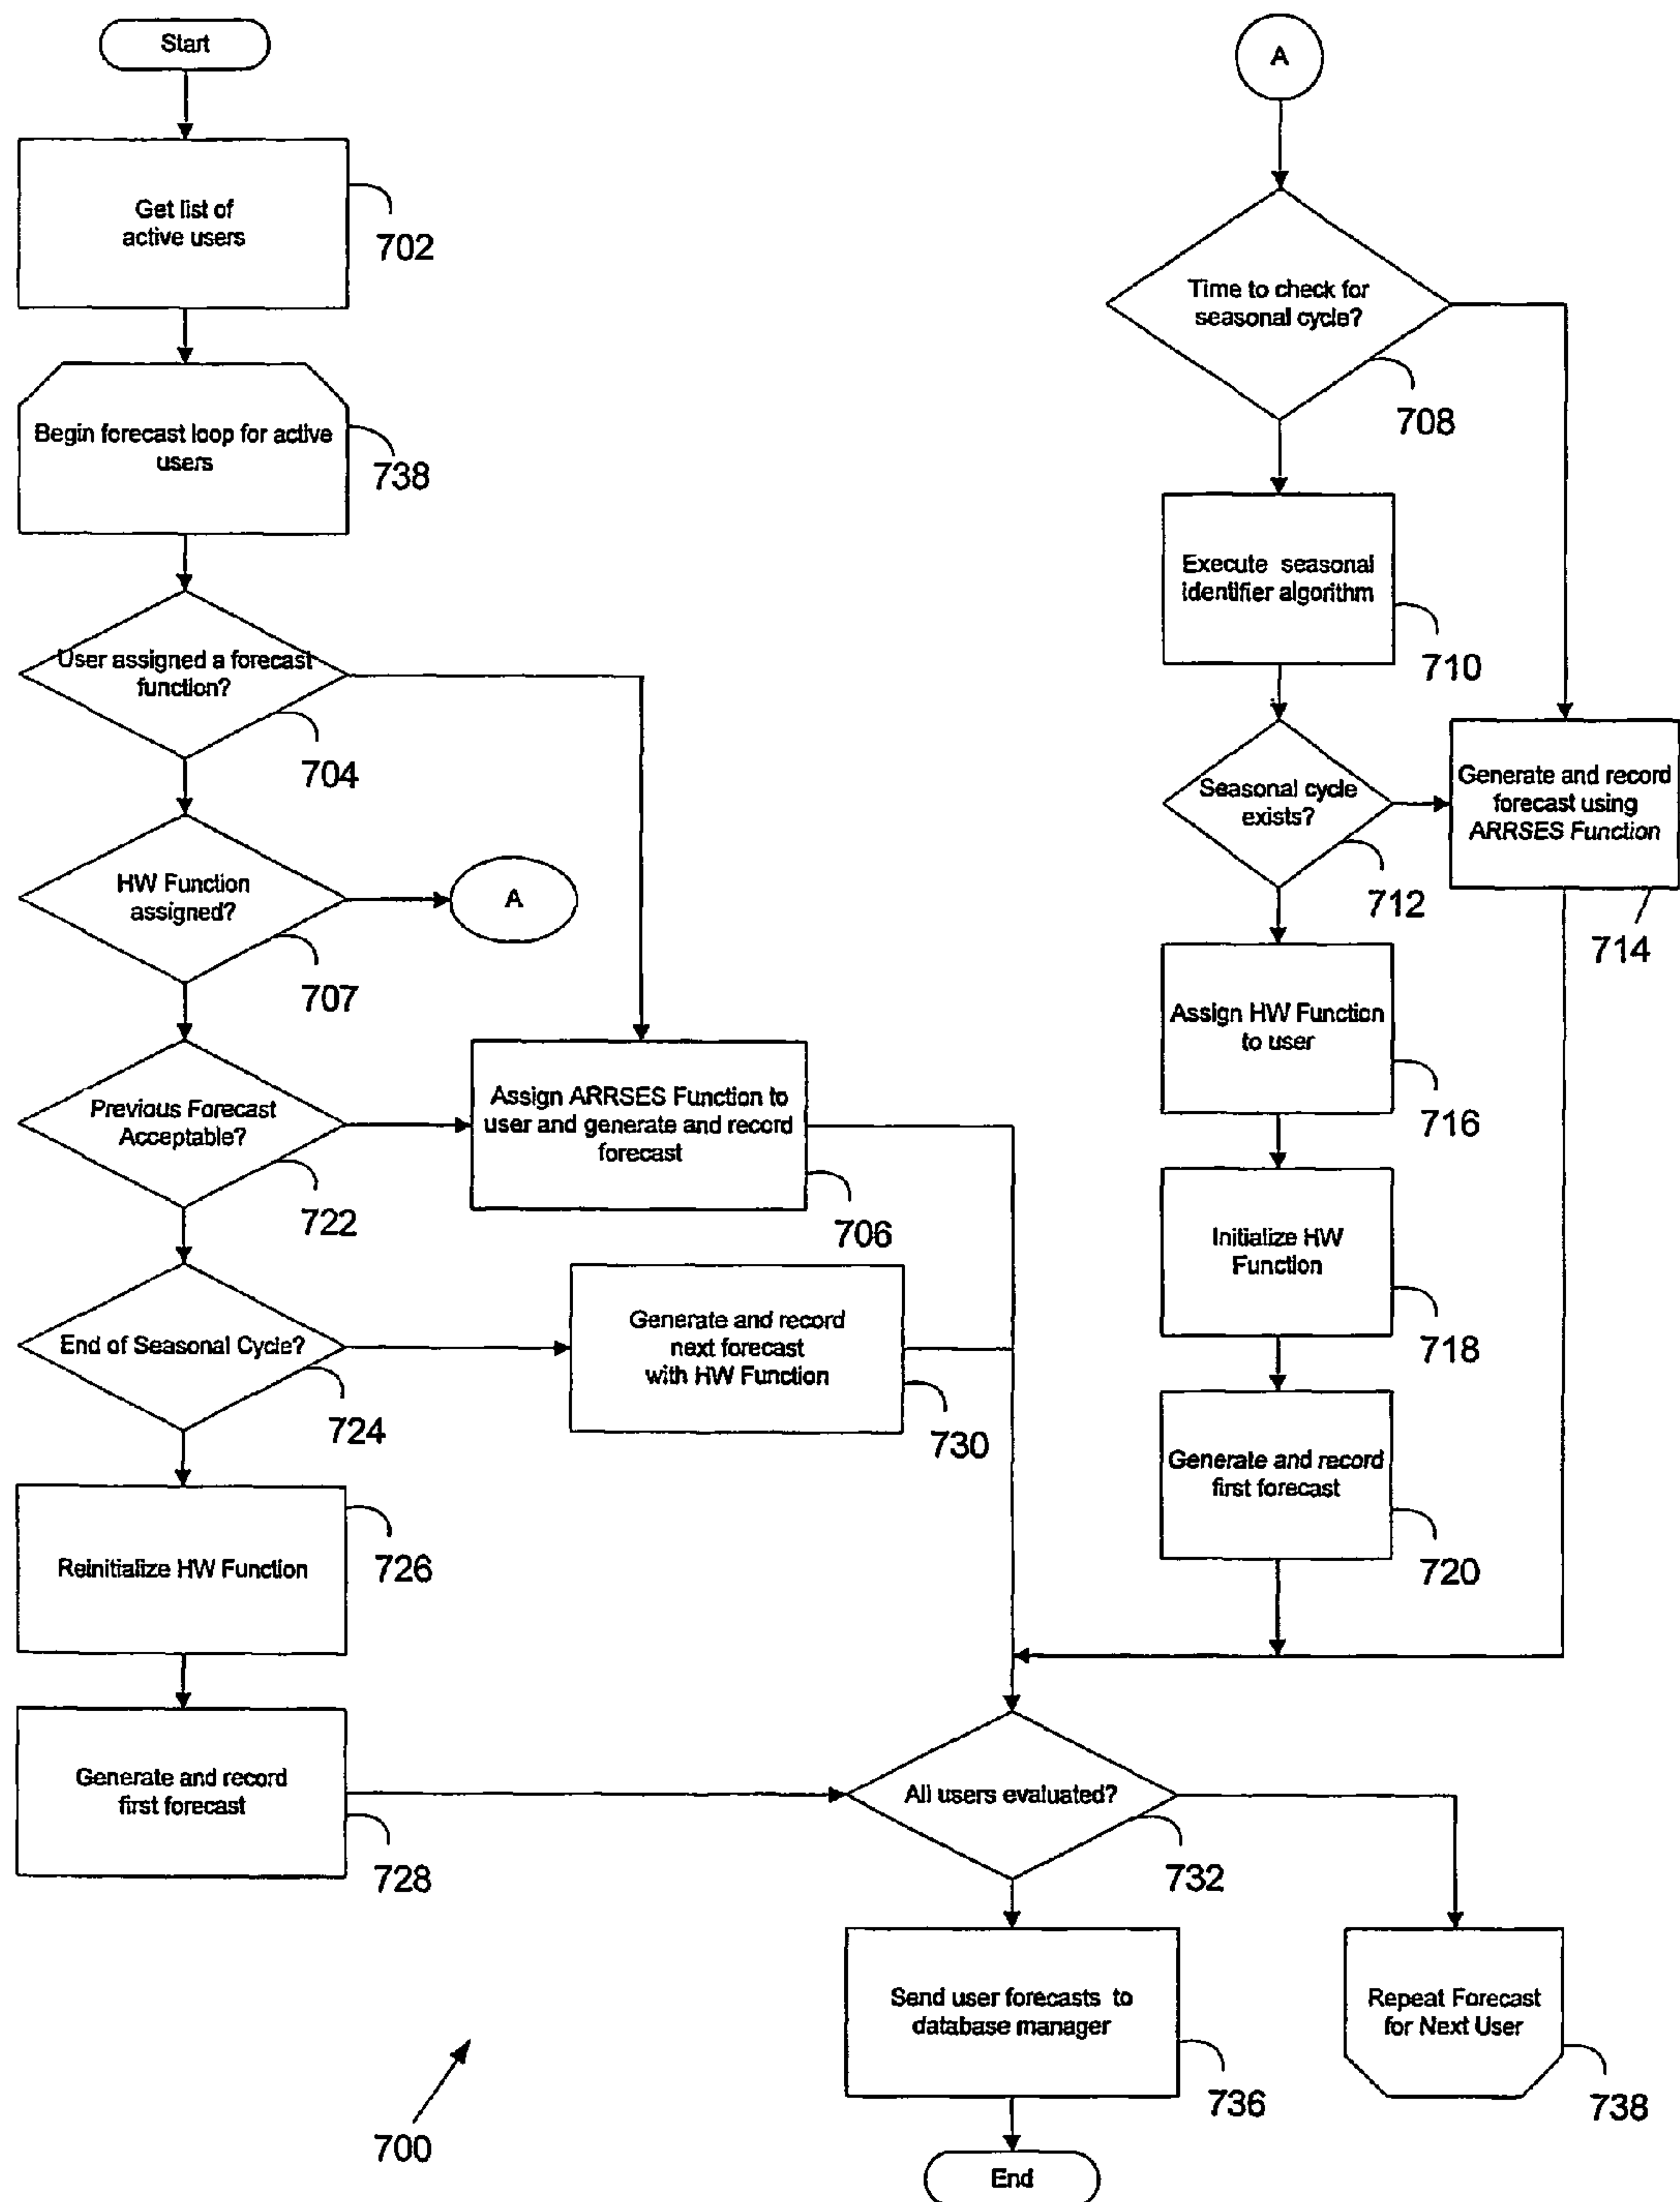 Start
Get list of
active users
702
Begin forecast loop for active
users
738
User assigned a forecast
function?
704
HW Function
assigned?
707
A
Previous Forecast
Acceptable?
722
Assign ARRSES Function to
user and generate and record
forecast
706
End of Seasonal Cycle?
724
Generate and record
next forecast
with HW Function
730
Reinitialize HW Function
726
Generate and record
first forecast
728
A
Time to check for
seasonal cycle?
708
Execute seasonal
identifier algorithm
710
Seasonal cycle
exists?
712
Generate and record
forecast using
ARRSES Function
714
Assign HW Function
to user
716
Initialize HW
Function
718
Generate and record
first forecast
720
All users evaluated?
732
Send user forecasts to
database manager
736
Repeat Forecast
for Next User
738
End
700